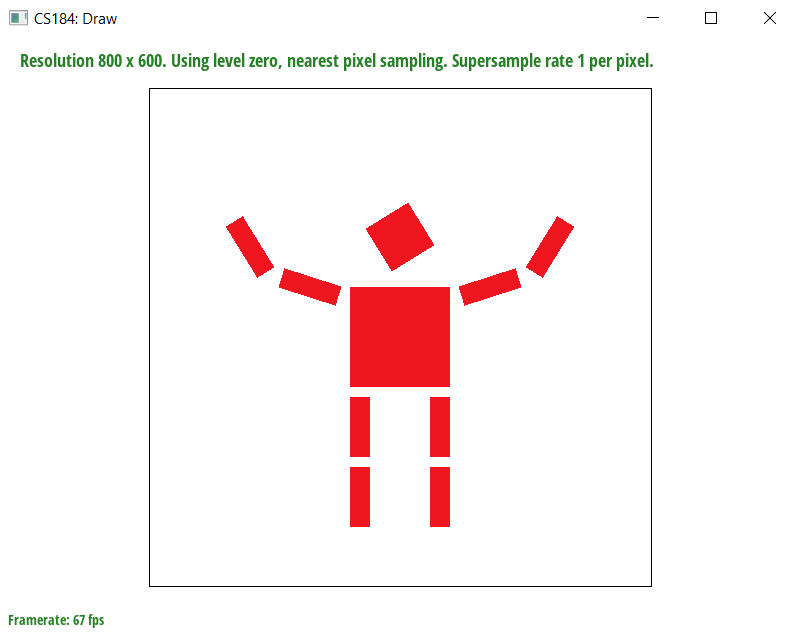 CS184: Draw
Resolution 800 x 600. Using level zero, nearest pixel sampling. Supersample rate 1 per pixel.
Framerate: 67 fps